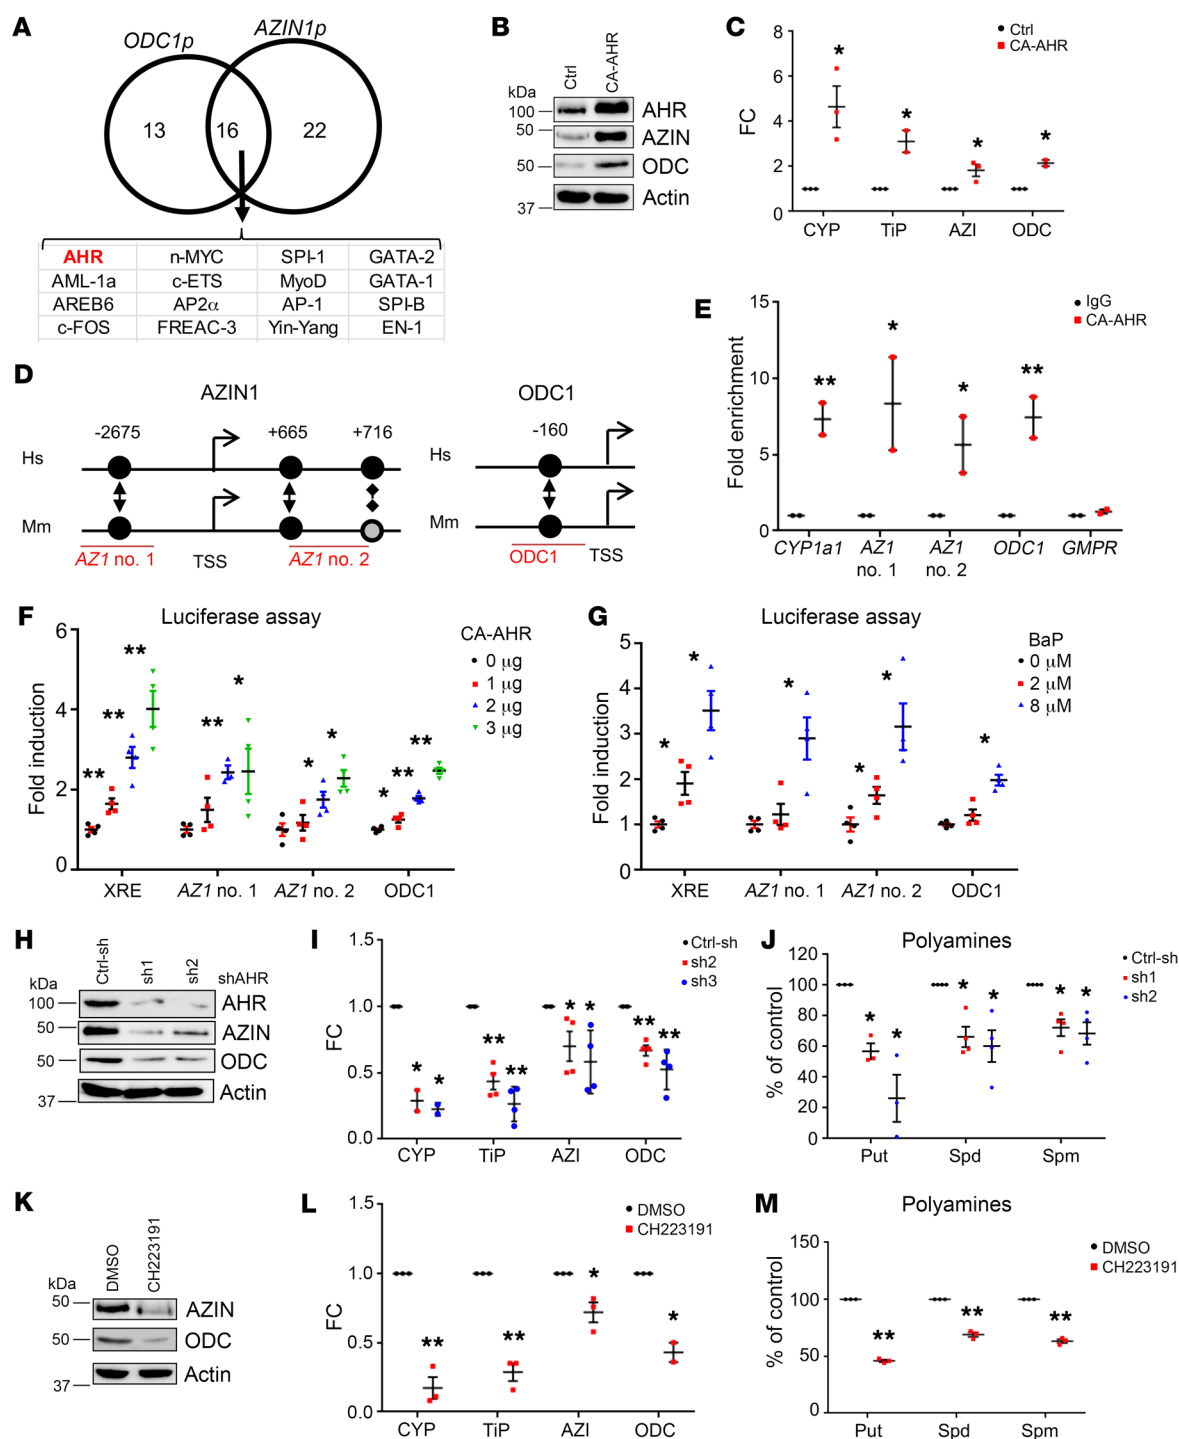 A
ODC1p
AZIN1p
13
16
22
AHR n-MYC SPI-1 GATA-2
AML-1a c-ETS MyoD GATA-1
AREB6 AP2α AP-1 SPI-B
c-FOS FREAC-3 Yin-Yang EN-1
B
Ctrl
CA-AHR
kDa
100
AHR
50
AZIN
50
ODC
37
Actin
C
Ctrl
CA-AHR
FC
8
6
4
2
0
* * * *
CYP TiP AZI ODC
D
AZIN1
ODC1
-2675 +665 +716
-160
Hs
Hs
Mm
Mm
AZ1 no. 1
TSS
AZ1 no. 2
ODC1
TSS
E
IgG
CA-AHR
Fold enrichment
15
10
5
0
** * * **
CYP1a1 AZ1 no. 1 AZ1 no. 2 ODC1 GMPR
F
Luciferase assay
CA-AHR
0 μg
1 μg
2 μg
3 μg
Fold induction
6
4
2
0
** ** **
** *
* *
* ** **
XRE AZ1 no. 1 AZ1 no. 2 ODC1
G
Luciferase assay
BaP
0 μM
2 μM
8 μM
Fold induction
5
4
3
2
1
0
* *
*
* *
*
XRE AZ1 no. 1 AZ1 no. 2 ODC1
H
Ctrl-sh
sh1
sh2
shAHR
kDa
100
AHR
50
AZIN
50
ODC
37
Actin
I
Ctrl-sh
sh2
sh3
FC
1.5
1.0
0.5
0.0
* *
** **
* *
** **
CYP TiP AZI ODC
J
Polyamines
Ctrl-sh
sh1
sh2
% of control
120
100
80
60
40
20
0
* *
* *
* *
Put Spd Spm
K
DMSO
CH223191
kDa
50
AZIN
50
ODC
37
Actin
L
DMSO
CH223191
FC
1.5
1.0
0.5
0.0
** ** * *
CYP TiP AZI ODC
M
Polyamines
DMSO
CH223191
% of control
150
100
50
0
** ** **
Put Spd Spm